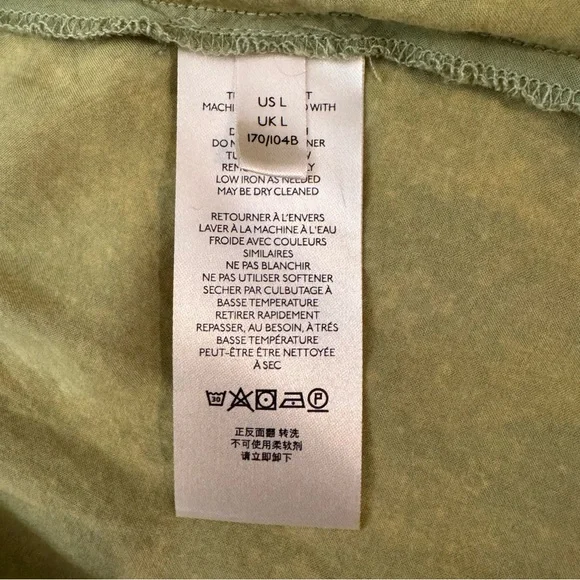 US L
UK L
170/104B
MACHI
WITH
DO N
LOW IRON AS NEEDED
MAY BE DRY CLEANED
RETOURNER À L'ENVERS
LAVER À LA MACHINE À L'EAU
FROIDE AVEC COULEURS
SIMILAIRES
NE PAS BLANCHIR
NE PAS UTILISER SOFTENER
SECHER PAR CULBUTAGE À
BASSE TEMPERATURE
RETIRER RAPIDEMENT
REPASSER, AU BESOIN, À TRÉS
BASSE TEMPÉRATURE
PEUT-ÊTRE ÊTRE NETTOYÉE
À SEC
30
P
正反面翻 转洗
不可使用柔软剂
请立即卸下